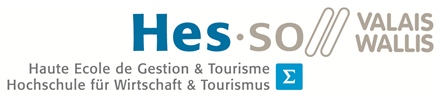 Hes·so VALAIS
WALLIS
Haute Ecole de Gestion & Tourisme
Hochschule für Wirtschaft & Tourismus Σ